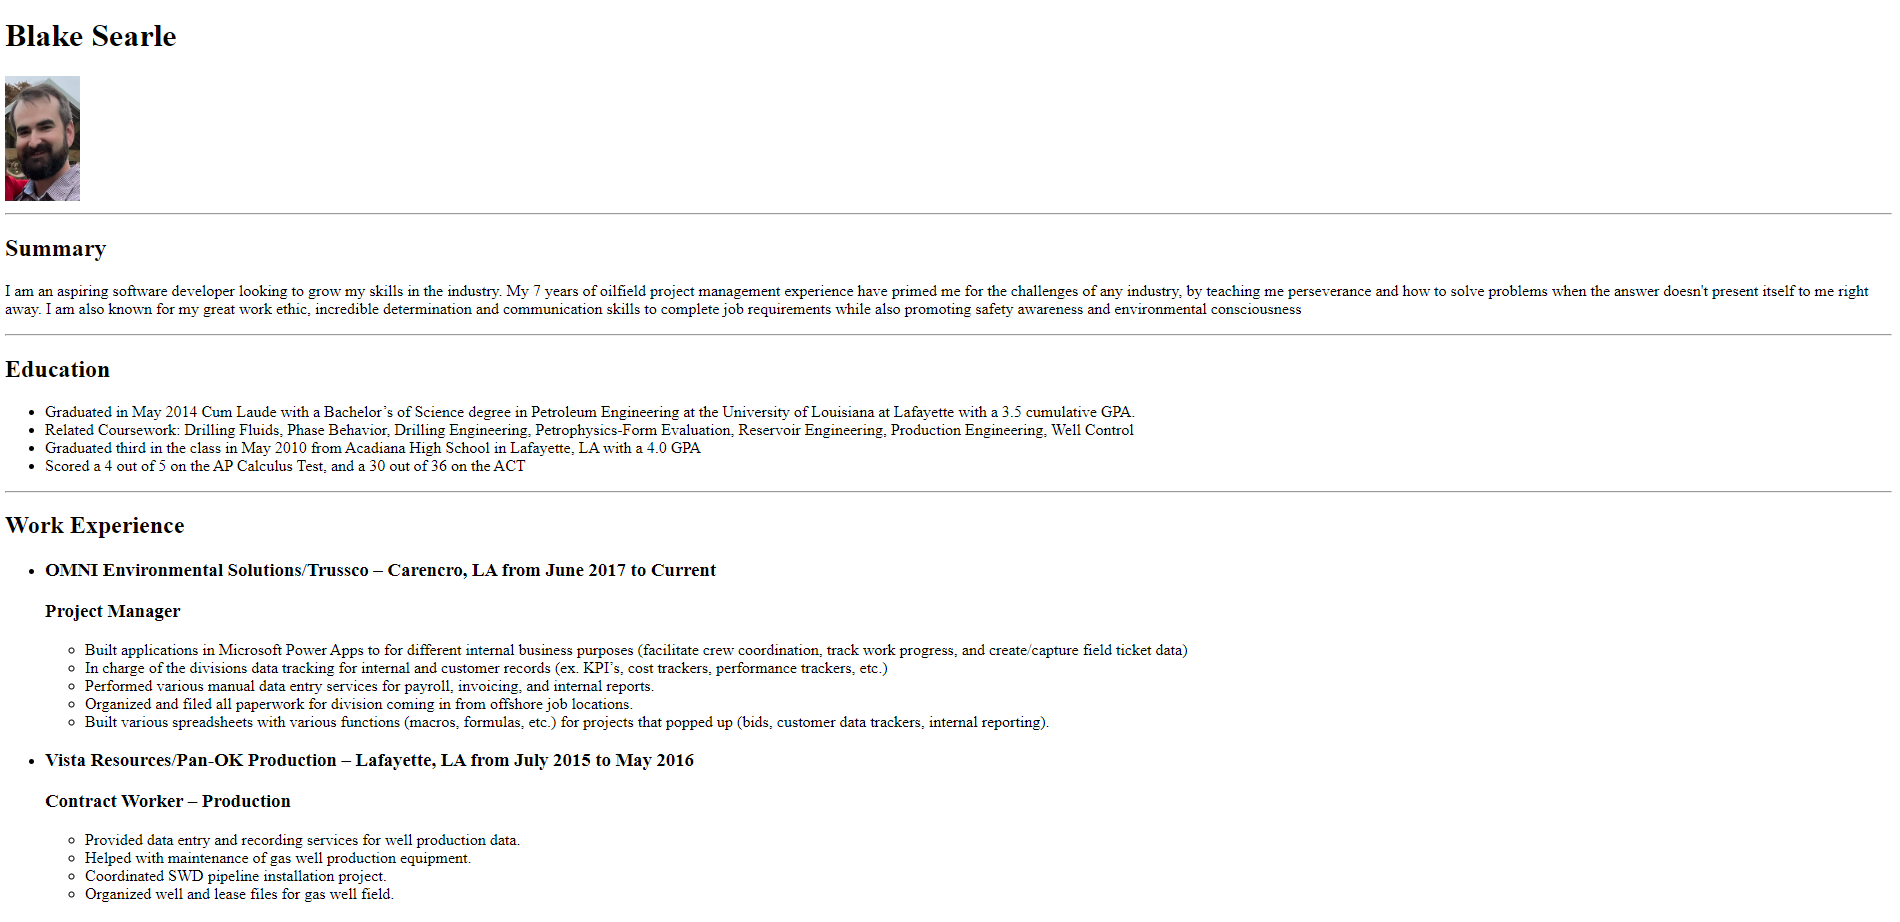 Blake Searle
Summary
I am an aspiring software developer looking to grow my skills in the industry. My 7 years of oilfield project management experience have primed me for the challenges of any industry, by teaching me perseverance and how to solve problems when the answer doesn't present itself to me right
away. I am also known for my great work ethic, incredible determination and communication skills to complete job requirements while also promoting safety awareness and environmental consciousness
Education
• Graduated in May 2014 Cum Laude with a Bachelor’s of Science degree in Petroleum Engineering at the University of Louisiana at Lafayette with a 3.5 cumulative GPA.
• Related Coursework: Drilling Fluids, Phase Behavior, Drilling Engineering, Petrophysics-Form Evaluation, Reservoir Engineering, Production Engineering, Well Control
• Graduated third in the class in May 2010 from Acadiana High School in Lafayette, LA with a 4.0 GPA
• Scored a 4 out of 5 on the AP Calculus Test, and a 30 out of 36 on the ACT
Work Experience
• OMNI Environmental Solutions/Trussco – Carencro, LA from June 2017 to Current
Project Manager
◦ Built applications in Microsoft Power Apps to for different internal business purposes (facilitate crew coordination, track work progress, and create/capture field ticket data)
◦ In charge of the divisions data tracking for internal and customer records (ex. KPI’s, cost trackers, performance trackers, etc.)
◦ Performed various manual data entry services for payroll, invoicing, and internal reports.
◦ Organized and filed all paperwork for division coming in from offshore job locations.
◦ Built various spreadsheets with various functions (macros, formulas, etc.) for projects that popped up (bids, customer data trackers, internal reporting).
• Vista Resources/Pan-OK Production – Lafayette, LA from July 2015 to May 2016
Contract Worker – Production
◦ Provided data entry and recording services for well production data.
◦ Helped with maintenance of gas well production equipment.
◦ Coordinated SWD pipeline installation project.
◦ Organized well and lease files for gas well field.